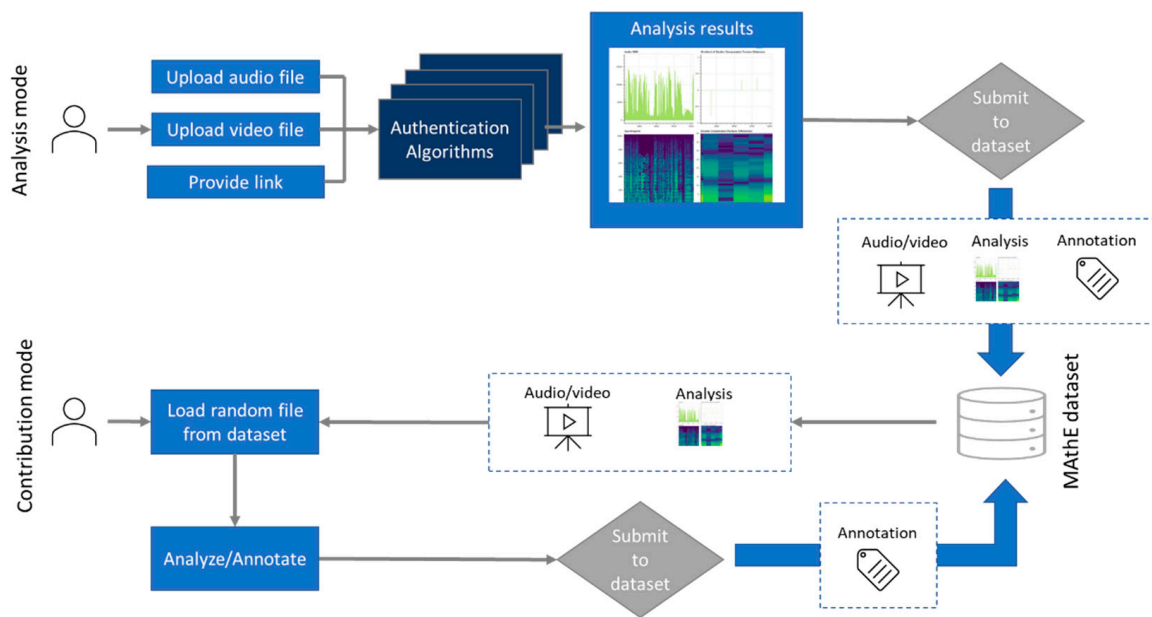 Analysis mode
Upload audio file
Upload video file
Provide link
Authentication
Algorithms
Analysis results
Submit
to
dataset
Audio/video
Analysis
Annotation
Contribution mode
Load random file
from dataset
Audio/video
Analysis
MAthE dataset
Analyze/Annotate
Submit
to
dataset
Annotation